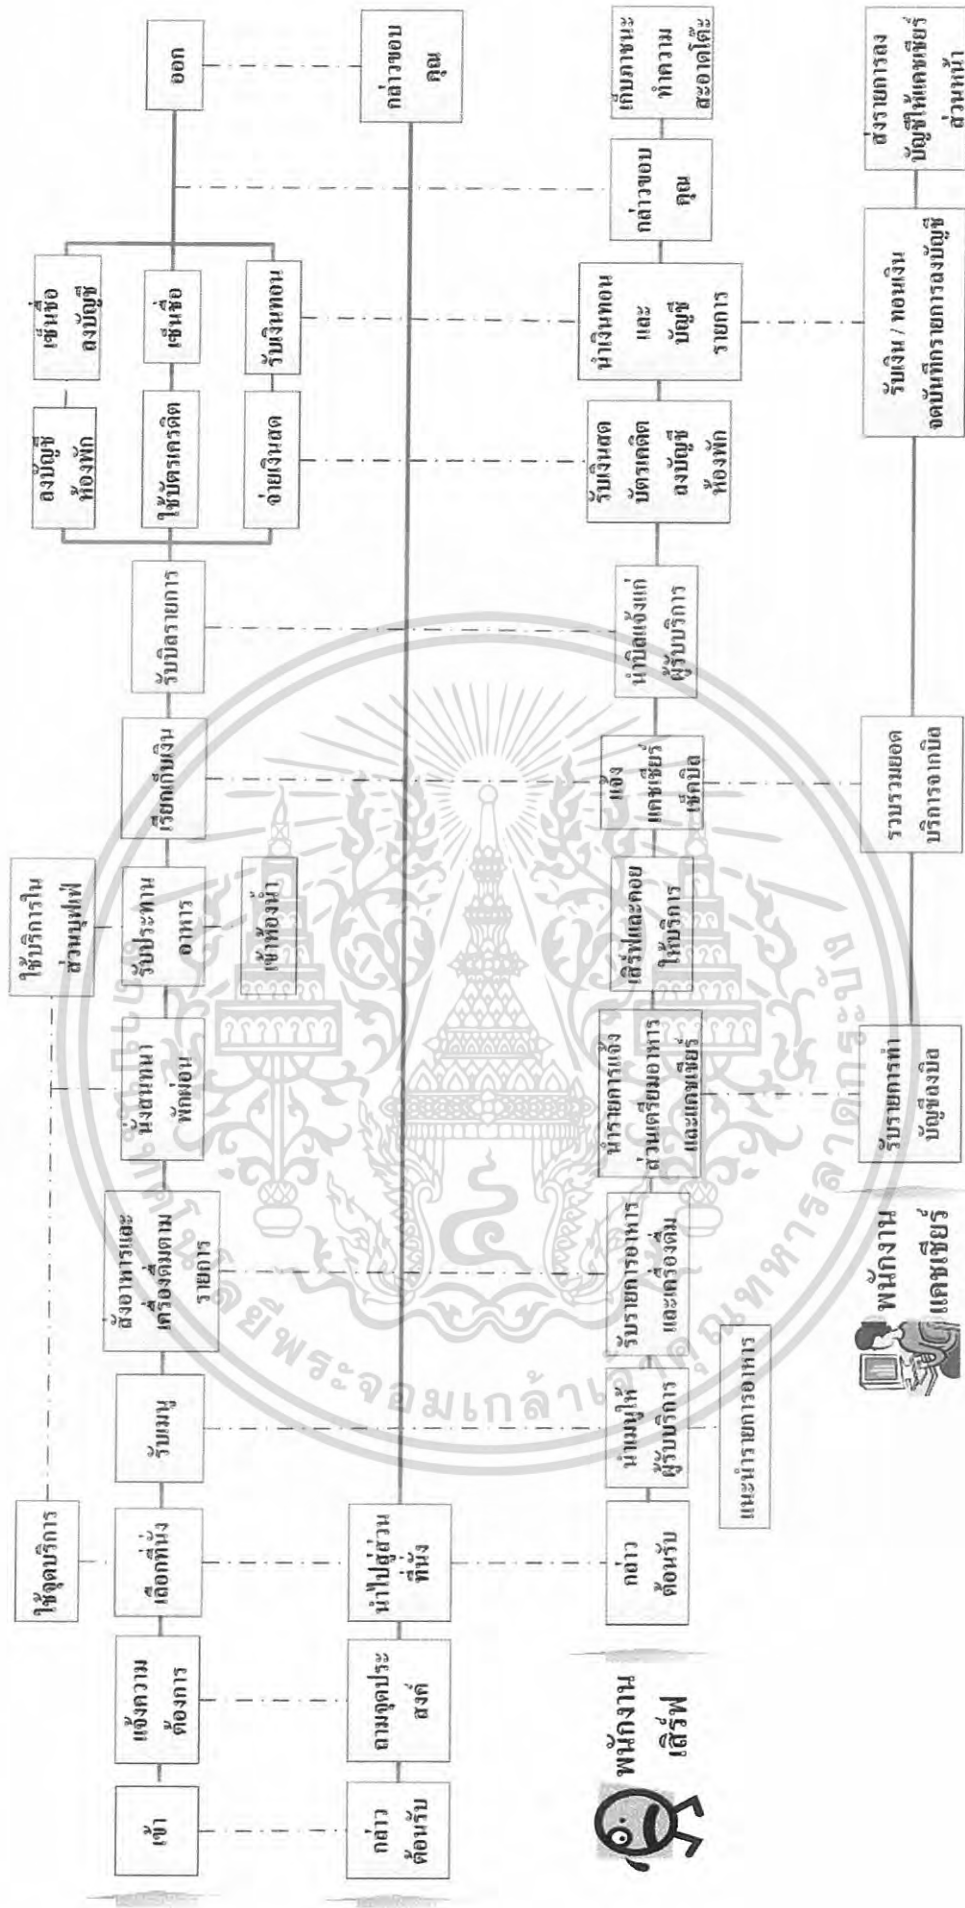 ใช้จุดบริการ
ใช้บริการใน
ส่วนบุฟเฟ่
เข้า
แจ้งความ
ต้องการ
เลือกที่นั่ง
รับเมนู
สั่งอาหารและ
เครื่องดื่มตาม
รายการ
นั่งสนทนา
พักผ่อน
รับประทาน
อาหาร
เข้าห้องน้ำ
เรียกเก็บเงิน
รับบิลรายการ
ลงบัญชี
ห้องพัก
เซ็นชื่อ
ลงบัญชี
ใช้บัตรเครดิต
เซ็นชื่อ
จ่ายเงินสด
รับเงินทอน
ออก
กล่าว
ต้อนรับ
ถามจุดประ
สงค์
นำไปสู่ส่วน
ที่นั่ง
กล่าวขอบ
คุณ
พนักงาน
เสิร์ฟ
กล่าว
ต้อนรับ
นำเมนูให้
ผู้รับบริการ
แนะนำรายการอาหาร
รับรายการอาหาร
และเครื่องดื่ม
นำรายการแจ้ง
ส่วนเตรียมอาหาร
และแคชเชียร์
เสิร์ฟและคอย
ให้บริการ
แจ้ง
แคชเชียร์
เช็คบิล
นำบิลแจ้งแก่
ผู้รับบริการ
รับเงินสด
บัตรเคดิต
ลงบัญชี
ห้องพัก
นำเงินทอน
และ
บัญชี
รายการ
กล่าวขอบ
คุณ
เก็บภาชนะ
ทำความ
สะอาดโต๊ะ
พนักงาน
แคชเชียร์
รับรายการทำ
บัญชีลงบิล
รวบรวมยอด
บริการจากบิล
รับเงิน / ทอนเงิน
จดบันทึกรายการลงบัญชี
ส่งรายการลง
บัญชีให้แคชเชียร์
ส่วนหน้า